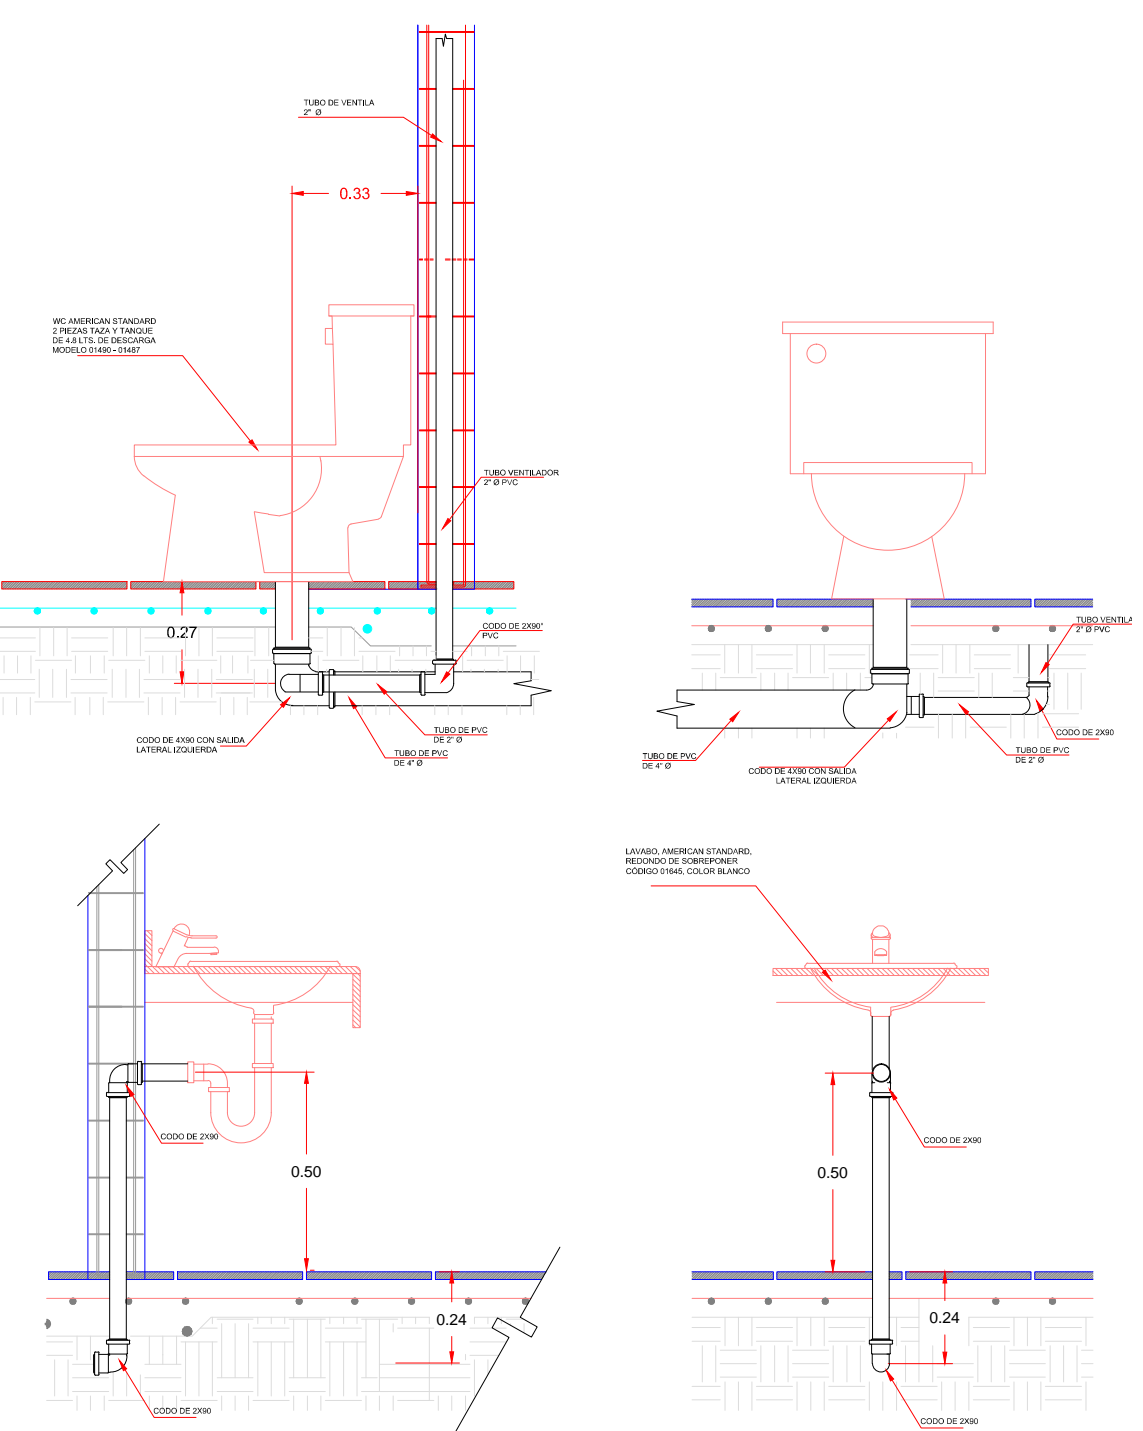 TUBO DE VENTILA
2" Ø
0.33
WC AMERICAN STANDARD
2 PIEZAS TAZA Y TANQUE
DE 4.8 LTS. DE DESCARGA
MODELO 01490 - 01487
TUBO VENTILADOR
2" Ø PVC
0.27
CODO DE 2X90°
PVC
CODO DE 4X90 CON SALIDA
LATERAL IZQUIERDA
TUBO DE PVC
DE 2" Ø
TUBO DE PVC
DE 4" Ø
TUBO VENTILA
2" Ø PVC
CODO DE 2X90
TUBO DE PVC
DE 2" Ø
TUBO DE PVC
DE 4" Ø
CODO DE 4X90 CON SALIDA
LATERAL IZQUIERDA
CODO DE 2X90
0.50
0.24
CODO DE 2X90
LAVABO, AMERICAN STANDARD,
REDONDO DE SOBREPONER
CÓDIGO 01645, COLOR BLANCO
CODO DE 2X90
0.50
0.24
CODO DE 2X90